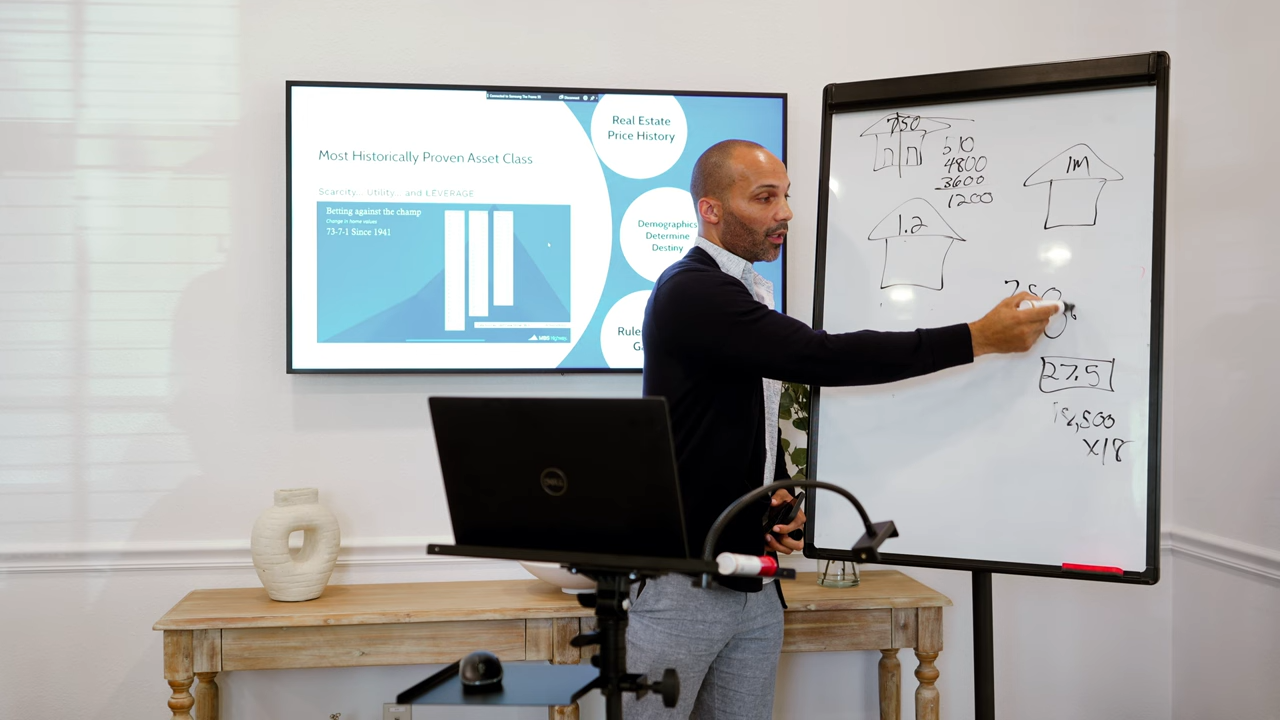 Real Estate
Price History
Most Historically Proven Asset Class
Scarcity... Utility... and LEVERAGE
Betting against the champ
Change in home values
73-7-1 Since 1941
Demographics
Determine
Destiny
Rules
DELL
750
510
4800
3600
1200
1M
1.2
27.5
X18